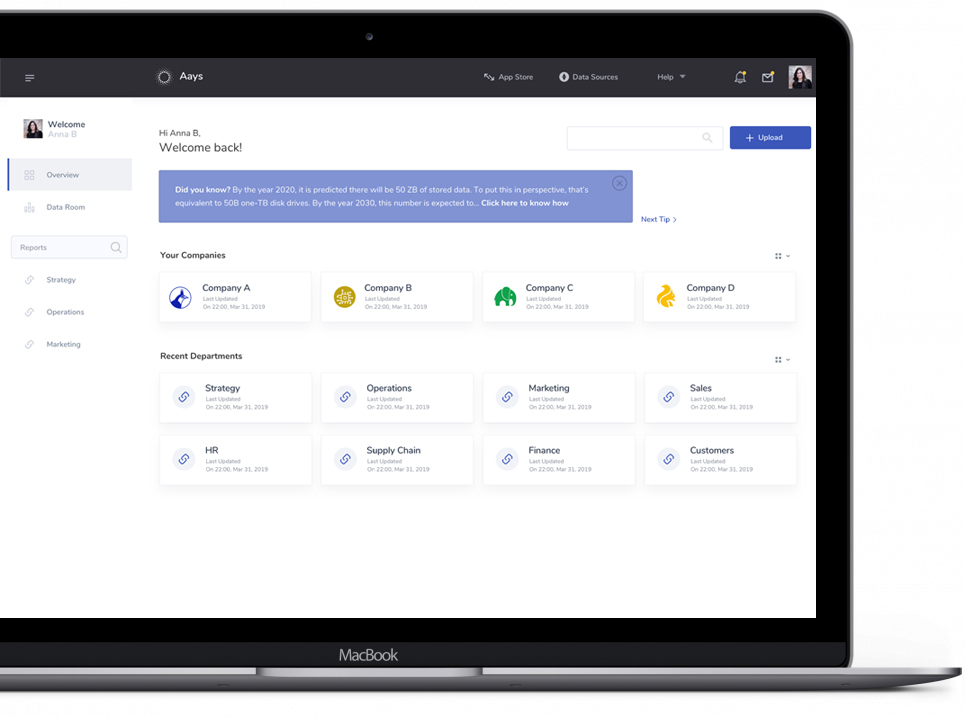 Aays
App Store
Data Sources
Help
Welcome
Anna B
Overview
Data Room
Reports
Strategy
Operations
Marketing
Hi Anna B,
Welcome back!
Upload
Did you know? By the year 2020, it is predicted there will be 50 ZB of stored data. To put this in perspective, that's
equivalent to 50B one-TB disk drives. By the year 2030, this number is expected to... Click here to know how
Next Tip
Your Companies
Company A
Last Updated
On 22:00, Mar 31, 2019
Company B
Last Updated
On 22:00, Mar 31, 2019
Company C
Last Updated
On 22:00, Mar 31, 2019
Company D
Last Updated
On 22:00, Mar 31, 2019
Recent Departments
Strategy
Last Updated
On 22:00, Mar 31, 2019
Operations
Last Updated
On 22:00, Mar 31, 2019
Marketing
Last Updated
On 22:00, Mar 31, 2019
Sales
Last Updated
On 22:00, Mar 31, 2019
HR
Last Updated
On 22:00, Mar 31, 2019
Supply Chain
Last Updated
On 22:00, Mar 31, 2019
Finance
Last Updated
On 22:00, Mar 31, 2019
Customers
Last Updated
On 22:00, Mar 31, 2019
MacBook